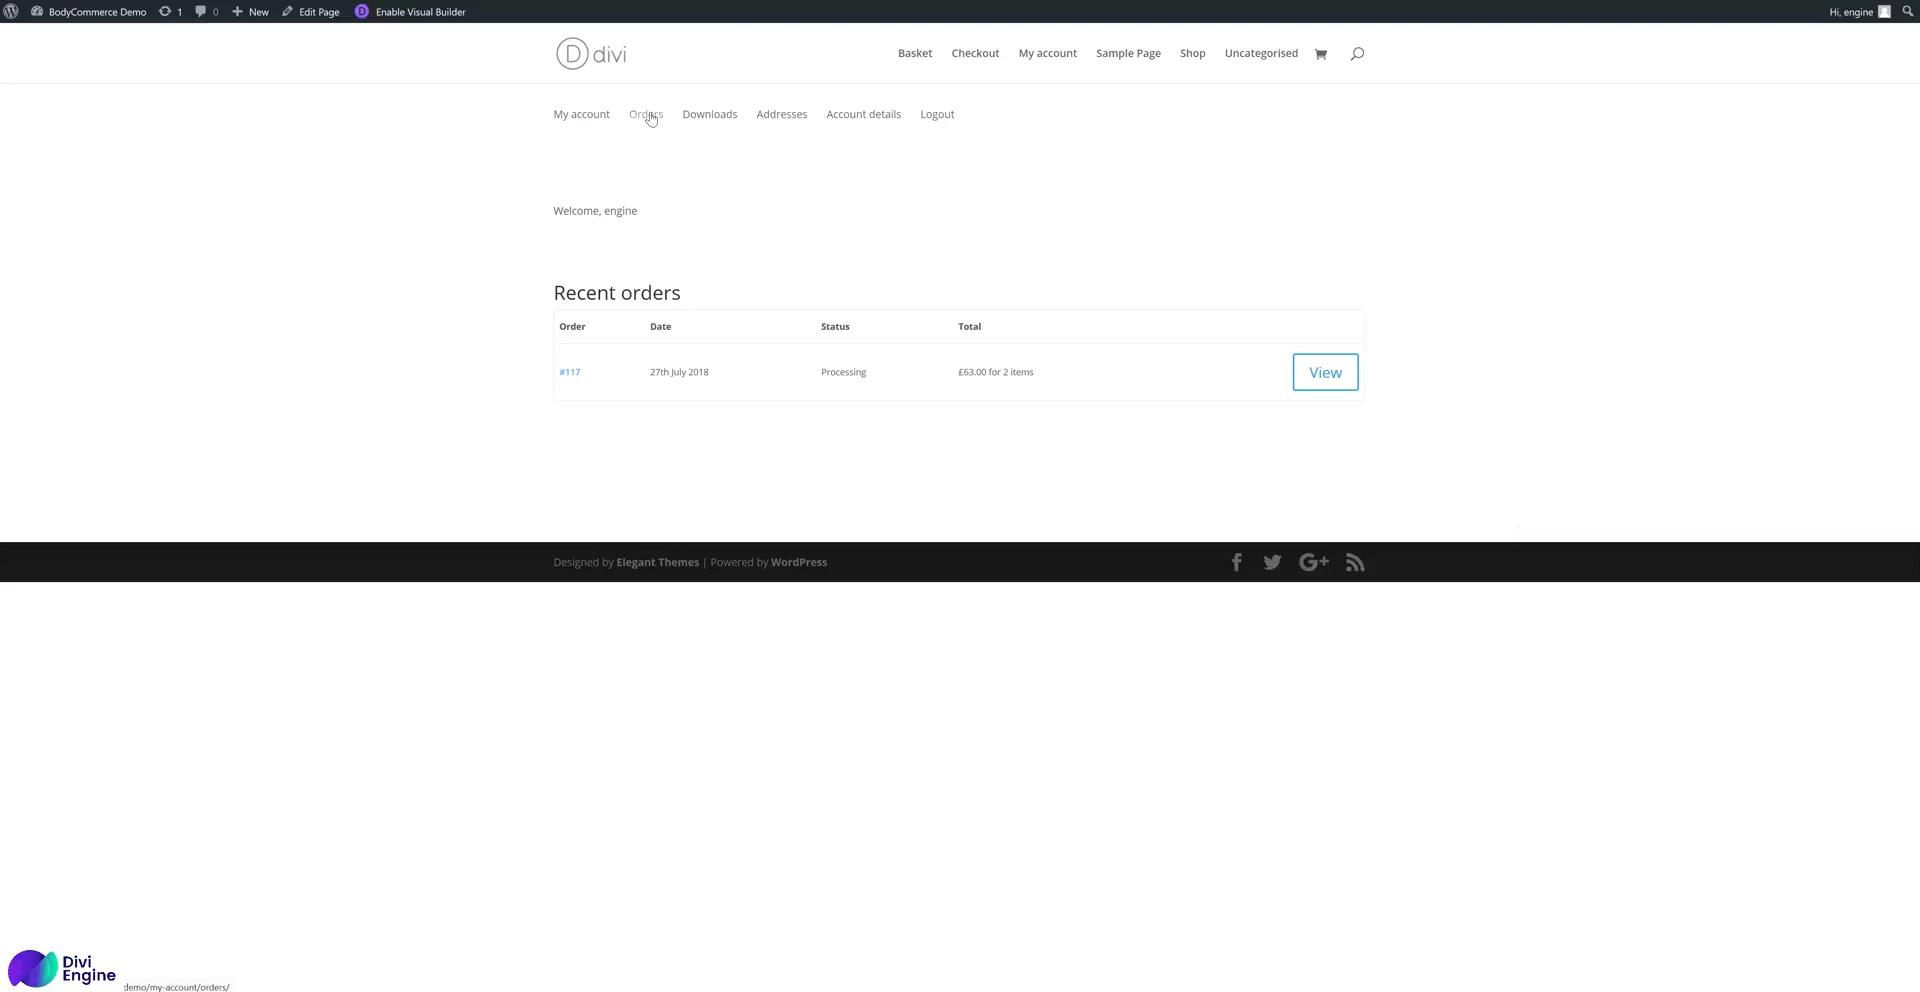 BodyCommerce Demo 1 0 New Edit Page D Enable Visual Builder Hi, engine
D divi Basket Checkout My account Sample Page Shop Uncategorised
My account Orders Downloads Addresses Account details Logout
Welcome, engine
Recent orders
Order Date Status Total
#117 27th July 2018 Processing £63.00 for 2 items View
Designed by Elegant Themes | Powered by WordPress
Divi
Engine
demo/my-account/orders/